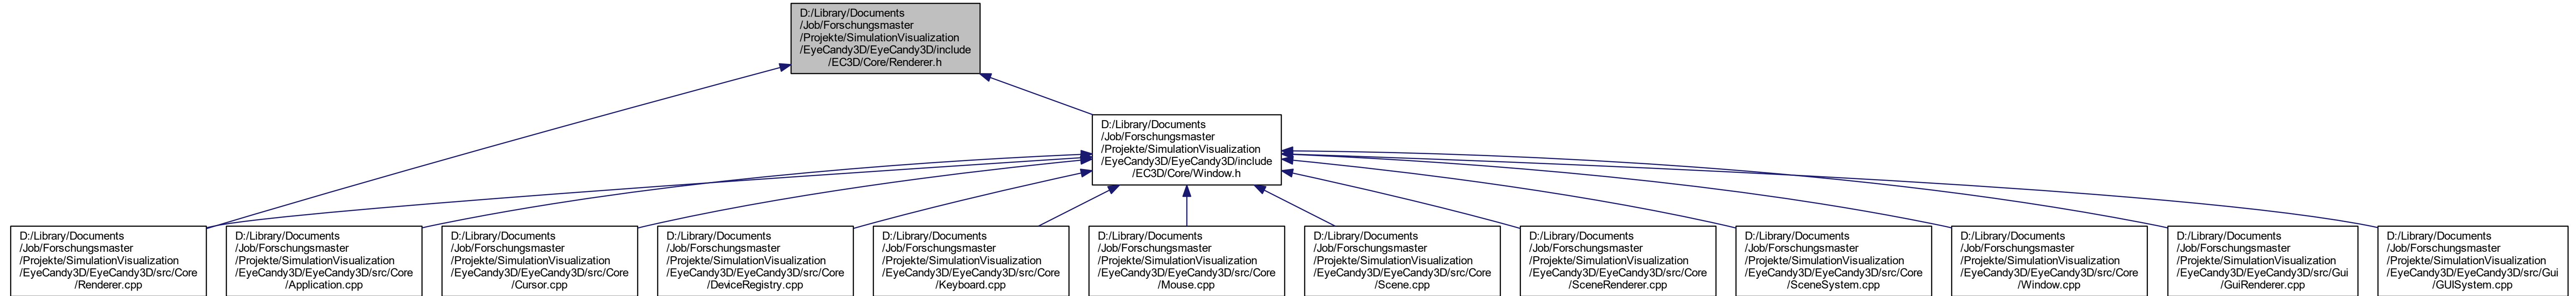 D:/Library/Documents
/Job/Forschungsmaster
/Projekte/SimulationVisualization
/EyeCandy3D/EyeCandy3D/include
/EC3D/Core/Renderer.h
D:/Library/Documents
/Job/Forschungsmaster
/Projekte/SimulationVisualization
/EyeCandy3D/EyeCandy3D/include
/EC3D/Core/Window.h
D:/Library/Documents
/Job/Forschungsmaster
/Projekte/SimulationVisualization
/EyeCandy3D/EyeCandy3D/src/Core
/Renderer.cpp
D:/Library/Documents
/Job/Forschungsmaster
/Projekte/SimulationVisualization
/EyeCandy3D/EyeCandy3D/src/Core
/Application.cpp
D:/Library/Documents
/Job/Forschungsmaster
/Projekte/SimulationVisualization
/EyeCandy3D/EyeCandy3D/src/Core
/Cursor.cpp
D:/Library/Documents
/Job/Forschungsmaster
/Projekte/SimulationVisualization
/EyeCandy3D/EyeCandy3D/src/Core
/DeviceRegistry.cpp
D:/Library/Documents
/Job/Forschungsmaster
/Projekte/SimulationVisualization
/EyeCandy3D/EyeCandy3D/src/Core
/Keyboard.cpp
D:/Library/Documents
/Job/Forschungsmaster
/Projekte/SimulationVisualization
/EyeCandy3D/EyeCandy3D/src/Core
/Mouse.cpp
D:/Library/Documents
/Job/Forschungsmaster
/Projekte/SimulationVisualization
/EyeCandy3D/EyeCandy3D/src/Core
/Scene.cpp
D:/Library/Documents
/Job/Forschungsmaster
/Projekte/SimulationVisualization
/EyeCandy3D/EyeCandy3D/src/Core
/SceneRenderer.cpp
D:/Library/Documents
/Job/Forschungsmaster
/Projekte/SimulationVisualization
/EyeCandy3D/EyeCandy3D/src/Core
/SceneSystem.cpp
D:/Library/Documents
/Job/Forschungsmaster
/Projekte/SimulationVisualization
/EyeCandy3D/EyeCandy3D/src/Core
/Window.cpp
D:/Library/Documents
/Job/Forschungsmaster
/Projekte/SimulationVisualization
/EyeCandy3D/EyeCandy3D/src/Gui
/GuiRenderer.cpp
D:/Library/Documents
/Job/Forschungsmaster
/Projekte/SimulationVisualization
/EyeCandy3D/EyeCandy3D/src/Gui
/GUISystem.cpp